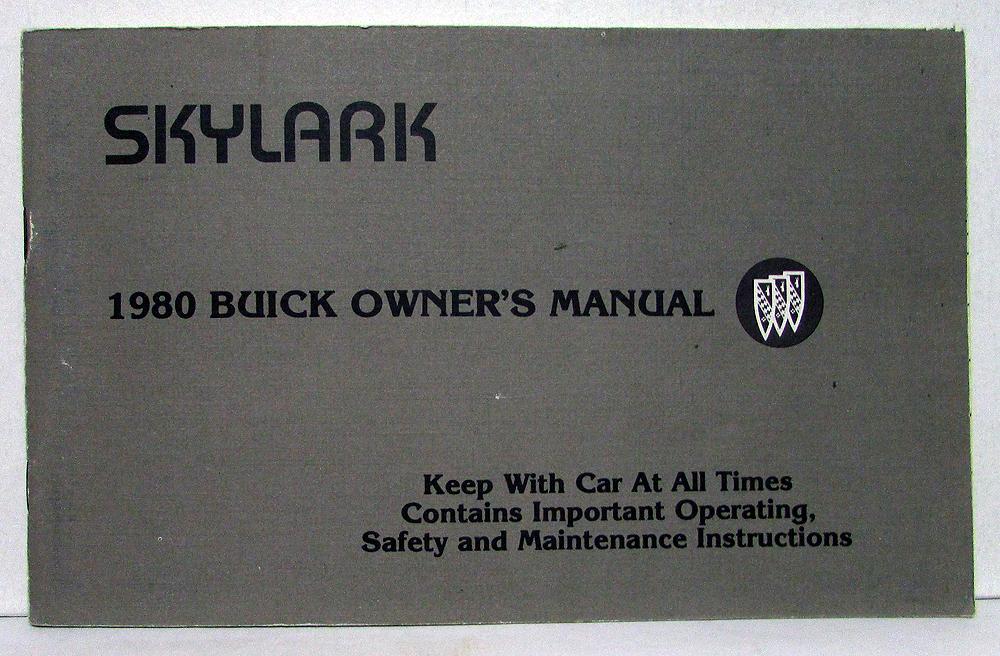 SKYLARK
1980 BUICK OWNER'S MANUAL
Keep With Car At All Times
Contains Important Operating,
Safety and Maintenance Instructions